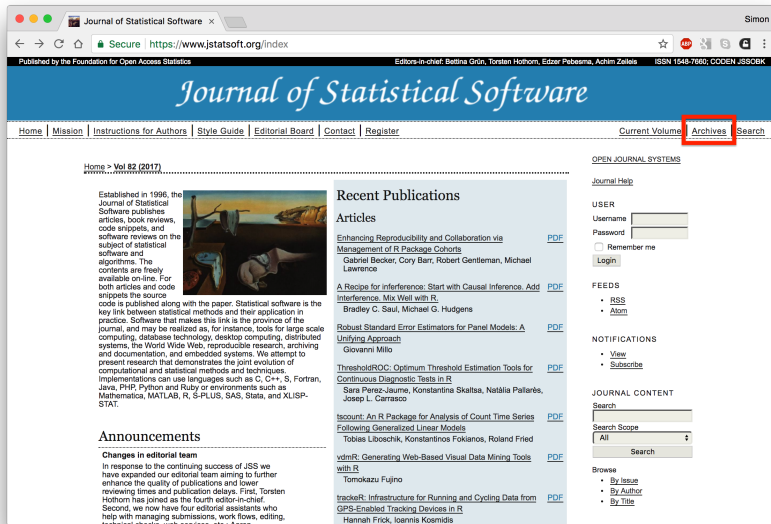 Journal of Statistical Software
Simon
Secure | https://www.jstatsoft.org/index
ABP
Published by the Foundation for Open Access Statistics
Editors-in-chief: Bettina Grün, Torsten Hothorn, Edzer Pebesma, Achim Zeileis
ISSN 1548-7660; CODEN JSSOBK
Journal of Statistical Software
Home | Mission | Instructions for Authors | Style Guide | Editorial Board | Contact | Register
Current Volume | Archives | Search
Home > Vol 82 (2017)
Established in 1996, the
Journal of Statistical
Software publishes
articles, book reviews,
code snippets, and
software reviews on the
subject of statistical
software and
algorithms. The
contents are freely
available on-line. For
both articles and code
snippets the source
code is published along with the paper. Statistical software is the
key link between statistical methods and their application in
practice. Software that makes this link is the province of the
journal, and may be realized as, for instance, tools for large scale
computing, database technology, desktop computing, distributed
systems, the World Wide Web, reproducible research, archiving
and documentation, and embedded systems. We attempt to
present research that demonstrates the joint evolution of
computational and statistical methods and techniques.
Implementations can use languages such as C, C++, S, Fortran,
Java, PHP, Python and Ruby or environments such as
Mathematica, MATLAB, R, S-PLUS, SAS, Stata, and XLISP-
STAT.
Announcements
Changes in editorial team
In response to the continuing success of JSS we
have expanded our editorial team aiming to further
enhance the quality of publications and lower
reviewing times and publication delays. First, Torsten
Hothorn has joined as the fourth editor-in-chief.
Second, we now have four editorial assistants who
help with managing submissions, work flows, editing,
Recent Publications
Articles
Enhancing Reproducibility and Collaboration via PDF
Management of R Package Cohorts
Gabriel Becker, Cory Barr, Robert Gentleman, Michael
Lawrence
A Recipe for inferference: Start with Causal Inference. Add PDF
Interference. Mix Well with R.
Bradley C. Saul, Michael G. Hudgens
Robust Standard Error Estimators for Panel Models: A PDF
Unifying Approach
Giovanni Millo
ThresholdROC: Optimum Threshold Estimation Tools for PDF
Continuous Diagnostic Tests in R
Sara Perez-Jaume, Konstantina Skaltsa, Natália Pallarès,
Josep L. Carrasco
tscount: An R Package for Analysis of Count Time Series PDF
Following Generalized Linear Models
Tobias Liboschik, Konstantinos Fokianos, Roland Fried
vdmR: Generating Web-Based Visual Data Mining Tools PDF
with R
Tomokazu Fujino
trackeR: Infrastructure for Running and Cycling Data from PDF
GPS-Enabled Tracking Devices in R
Hannah Frick, Ioannis Kosmidis
OPEN JOURNAL SYSTEMS
Journal Help
USER
Username
Password
Remember me
Login
FEEDS
RSS
Atom
NOTIFICATIONS
View
Subscribe
JOURNAL CONTENT
Search
Search Scope
All
Search
Browse
By Issue
By Author
By Title